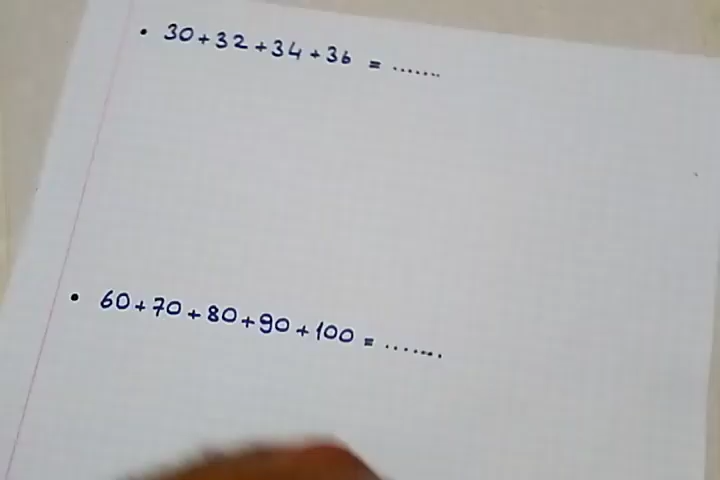 • 30+32+34+36 = .......
• 60+70+80+90+100 = .......